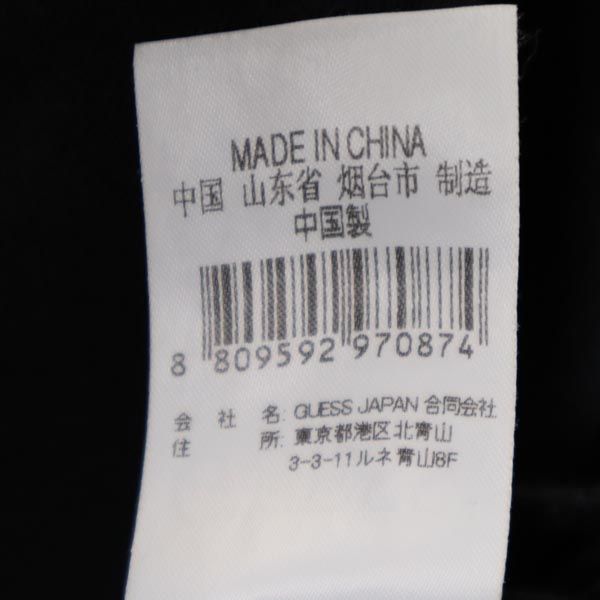 MADE IN CHINA
中国 山东省 烟台市 制造
中国製
8 809592 970874
会 社 名: GUESS JAPAN 合同会社
住 所: 東京都港区北青山
3-3-11ルネ青山8F